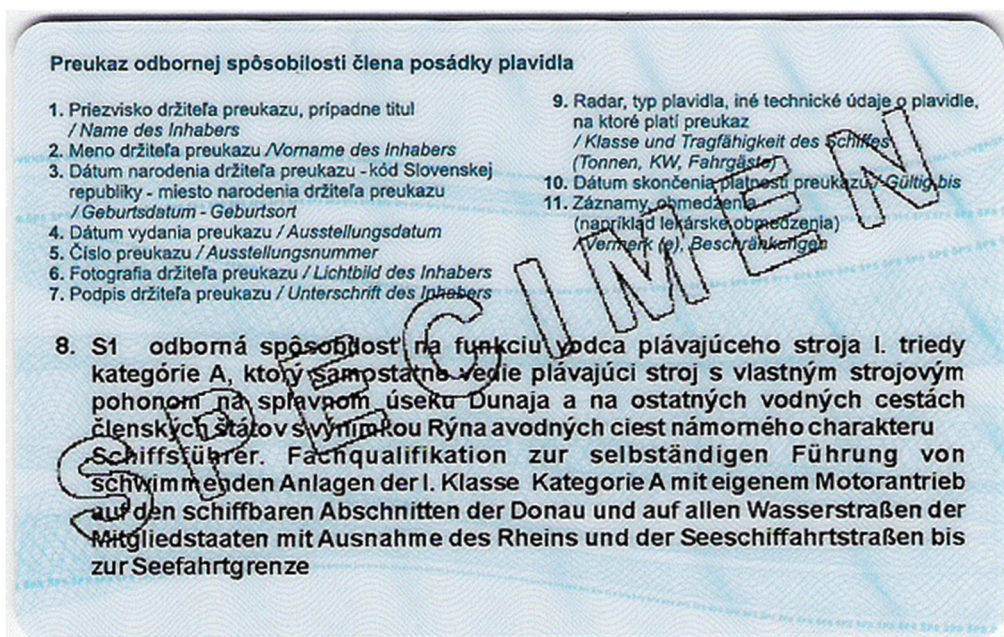 Preukaz odbornej spôsobilosti člena posádky plavidla
1. Priezvisko držiteľa preukazu, prípadne titul
/ Name des Inhabers
2. Meno držiteľa preukazu /Vorname des Inhabers
3. Dátum narodenia držiteľa preukazu - kód Slovenskej
republiky - miesto narodenia držiteľa preukazu
/ Geburtsdatum - Geburtsort
4. Dátum vydania preukazu / Ausstellungsdatum
5. Číslo preukazu / Ausstellungsnummer
6. Fotografia držiteľa preukazu / Lichtbild des Inhabers
7. Podpis držiteľa preukazu / Unterschrift des Inhabers
9. Radar, typ plavidla, iné technické údaje o plavidle,
na ktoré platí preukaz
/ Klasse und Tragfähigkeit des Schiffes
(Tonnen, KW, Fahrgäste)
10. Dátum skončenia platnosti preukazu / Gültig bis
11. Záznamy, obmedzenia
(napríklad lekárske obmedzenia)
/ Vermerk (e), Beschränkungen
8. S1 odborná spôsobilosť na funkciu vodca plávajúceho stroja I. triedy
kategórie A, ktorý samostatne vedie plávajúci stroj s vlastným strojovým
pohonom na splavnom úseku Dunaja a na ostatných vodných cestách
členských štátov s výnimkou Rýna avodných ciest námorného charakteru
Schiffsführer. Fachqualifikation zur selbständigen Führung von
schwimmenden Anlagen der I. Klasse Kategorie A mit eigenem Motorantrieb
auf den schiffbaren Abschnitten der Donau und auf allen Wasserstraßen der
Mitgliedstaaten mit Ausnahme des Rheins und der Seeschiffahrtstraßen bis
zur Seefahrtgrenze
SPECIMEN